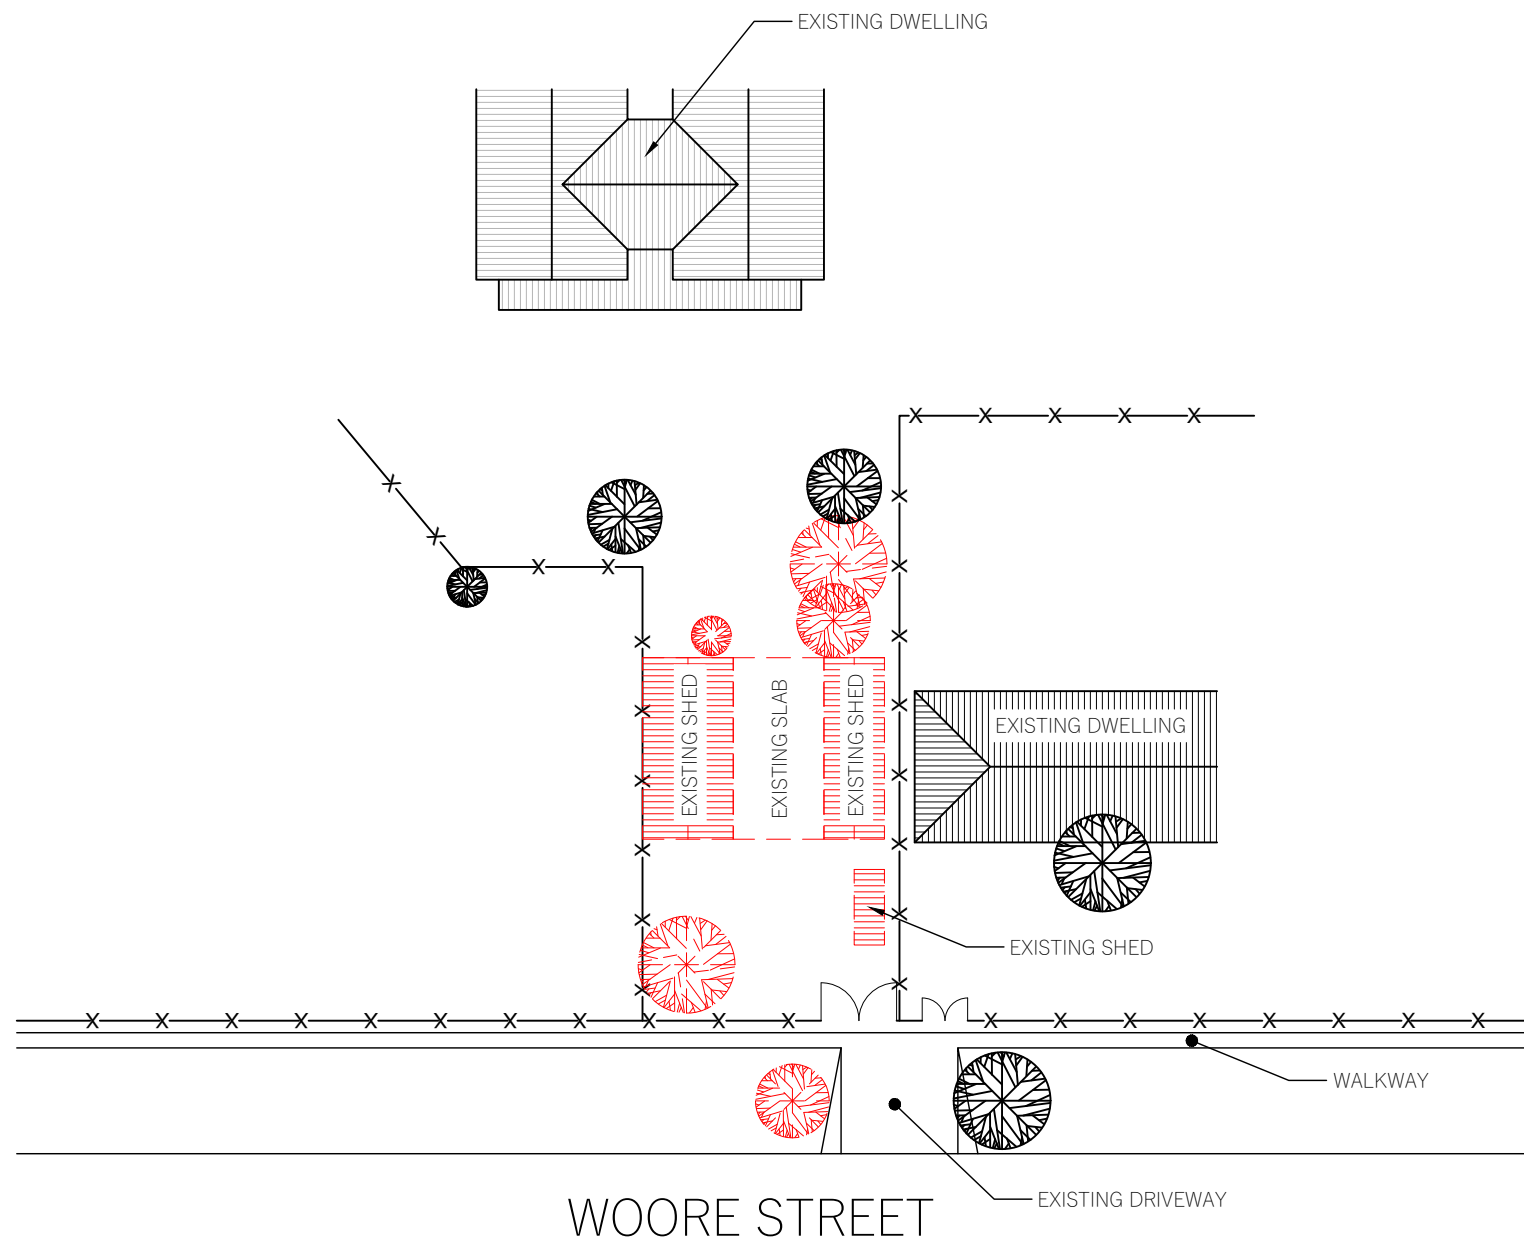 EXISTING DWELLING
EXISTING SHED
EXISTING SLAB
EXISTING SHED
EXISTING DWELLING
EXISTING SHED
WALKWAY
EXISTING DRIVEWAY
WOORE STREET